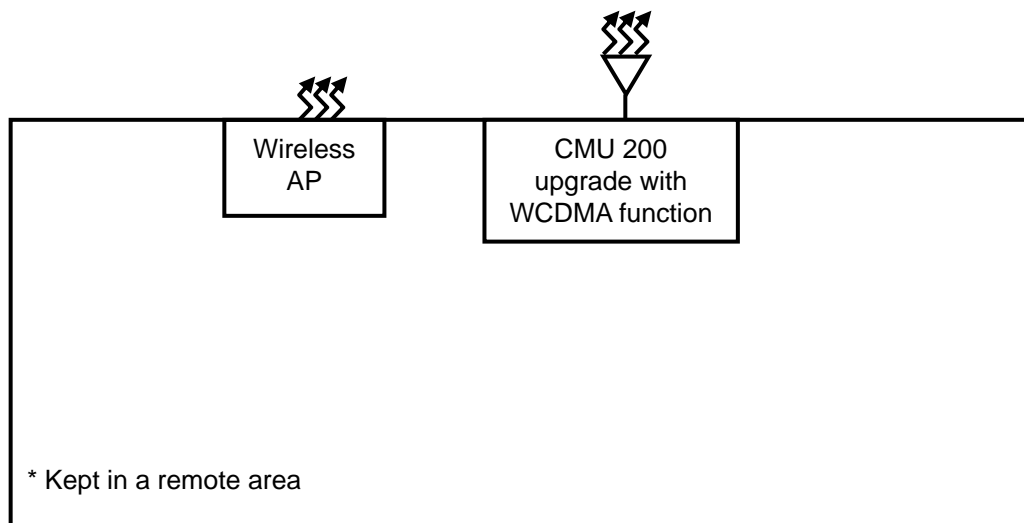 Wireless
AP
CMU 200
upgrade with
WCDMA function
* Kept in a remote area